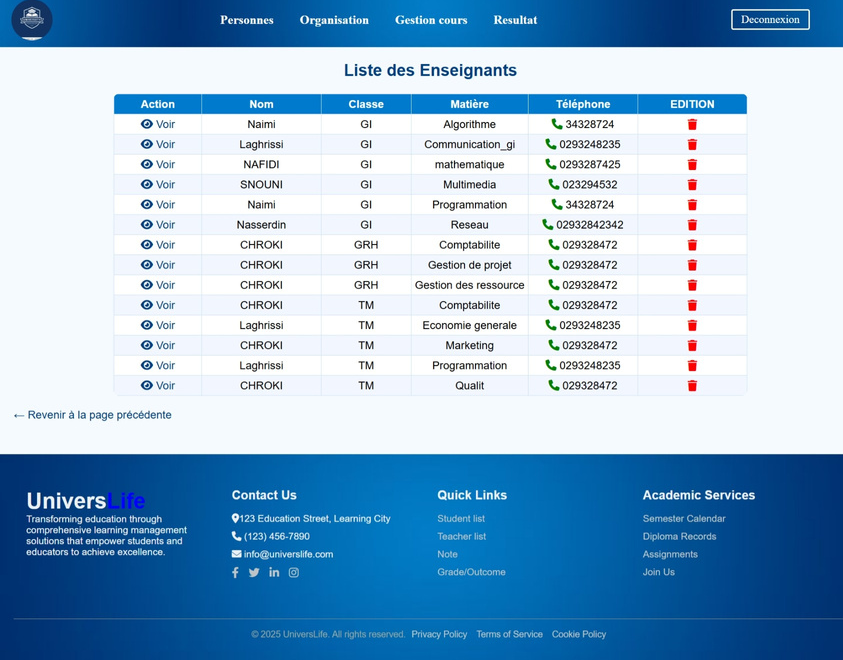 Personnes Organisation Gestion cours Resultat Deconnexion
Liste des Enseignants
Action Nom Classe Matière Téléphone EDITION
Voir Naimi GI Algorithme 34328724
Voir Laghrissi GI Communication_gi 0293248235
Voir NAFIDI GI mathematique 0293287425
Voir SNOUNI GI Multimedia 023294532
Voir Naimi GI Programmation 34328724
Voir Nasserdin GI Reseau 02932842342
Voir CHROKI GRH Comptabilite 029328472
Voir CHROKI GRH Gestion de projet 029328472
Voir CHROKI GRH Gestion des ressource 029328472
Voir CHROKI TM Comptabilite 029328472
Voir Laghrissi TM Economie generale 0293248235
Voir CHROKI TM Marketing 029328472
Voir Laghrissi TM Programmation 0293248235
Voir CHROKI TM Qualit 029328472
← Revenir à la page précédente
UniversLife
Transforming education through
comprehensive learning management
solutions that empower students and
educators to achieve excellence.
Contact Us
123 Education Street, Learning City
(123) 456-7890
info@universlife.com
Quick Links
Student list
Teacher list
Note
Grade/Outcome
Academic Services
Semester Calendar
Diploma Records
Assignments
Join Us
© 2025 UniversLife. All rights reserved. Privacy Policy Terms of Service Cookie Policy